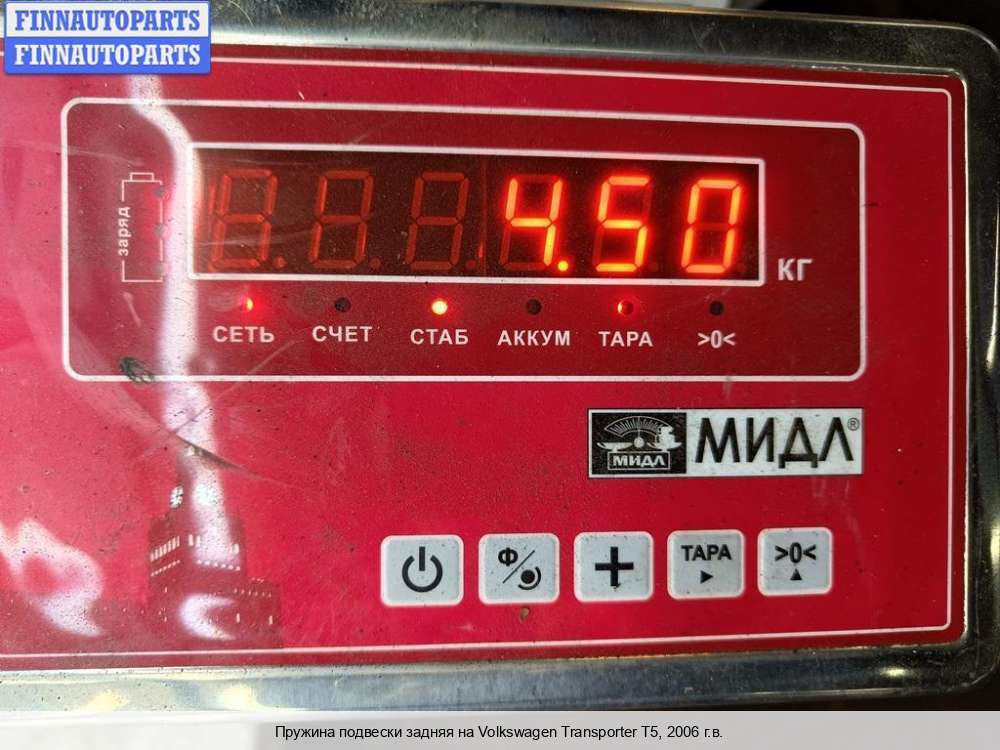 FINNAUTOPARTS
FINNAUTOPARTS
заряд
4.50
КГ
СЕТЬ СЧЕТ СТАБ АККУМ ТАРА >0<
МИДЛ МИДЛ®
Ф
ТАРА >0<
Пружина подвески задняя на Volkswagen Transporter T5, 2006 г.в.